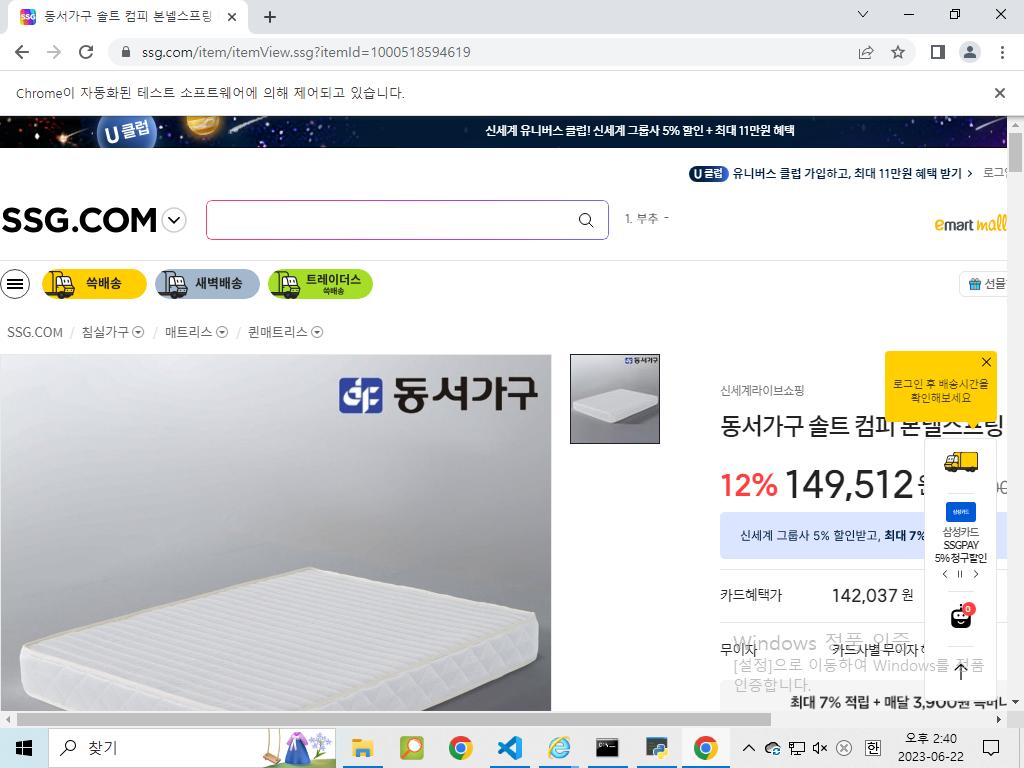 동서가구 솔트 컴피 본넬스프링
ssg.com/item/itemView.ssg?itemId=1000518594619
Chrome이 자동화된 테스트 소프트웨어에 의해 제어되고 있습니다.
U 클럽
신세계 유니버스 클럽! 신세계 그룹사 5% 할인 + 최대 11만원 혜택
U 클럽 유니버스 클럽 가입하고, 최대 11만원 혜택 받기
SSG.COM
1. 부추 -
emart mall
쓱배송
새벽배송
트레이더스
쓱배송
선물
SSG.COM / 침실가구 / 매트리스 / 퀸매트리스
동서가구
동서가구
신세계라이브쇼핑
동서가구 솔트 컴피 본넬스프링
로그인 후 배송시간을
확인해보세요
12% 149,512
신세계 그룹사 5% 할인받고, 최대 7%
삼성카드
삼성카드
SSGPAY
5% 청구할인
카드혜택가 142,037 원
0
무이자 카드사별 무이자
Windows 정품 인증
[설정]으로 이동하여 Windows를 정품
인증합니다.
최대 7% 적립 + 매달 3,900원
찾기
오후 2:40
2023-06-22
한